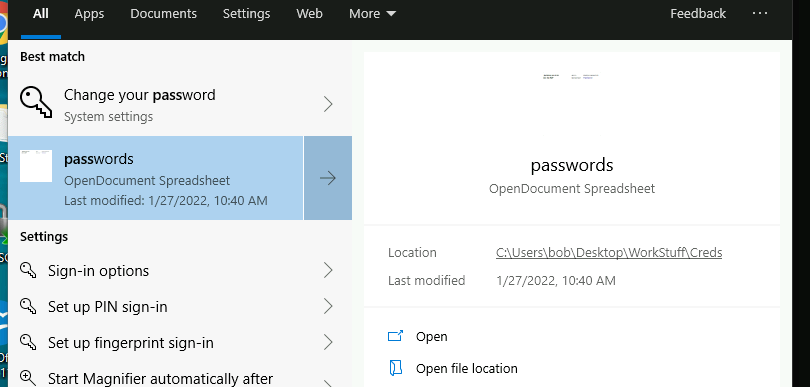 All Apps Documents Settings Web More Feedback ...
Best match
Change your password
System settings
passwords
OpenDocument Spreadsheet
Last modified: 1/27/2022, 10:40 AM
Settings
Sign-in options
Set up PIN sign-in
Set up fingerprint sign-in
Start Magnifier automatically after
passwords
OpenDocument Spreadsheet
Location C:\Users\bob\Desktop\WorkStuff\Creds
Last modified 1/27/2022, 10:40 AM
Open
Open file location